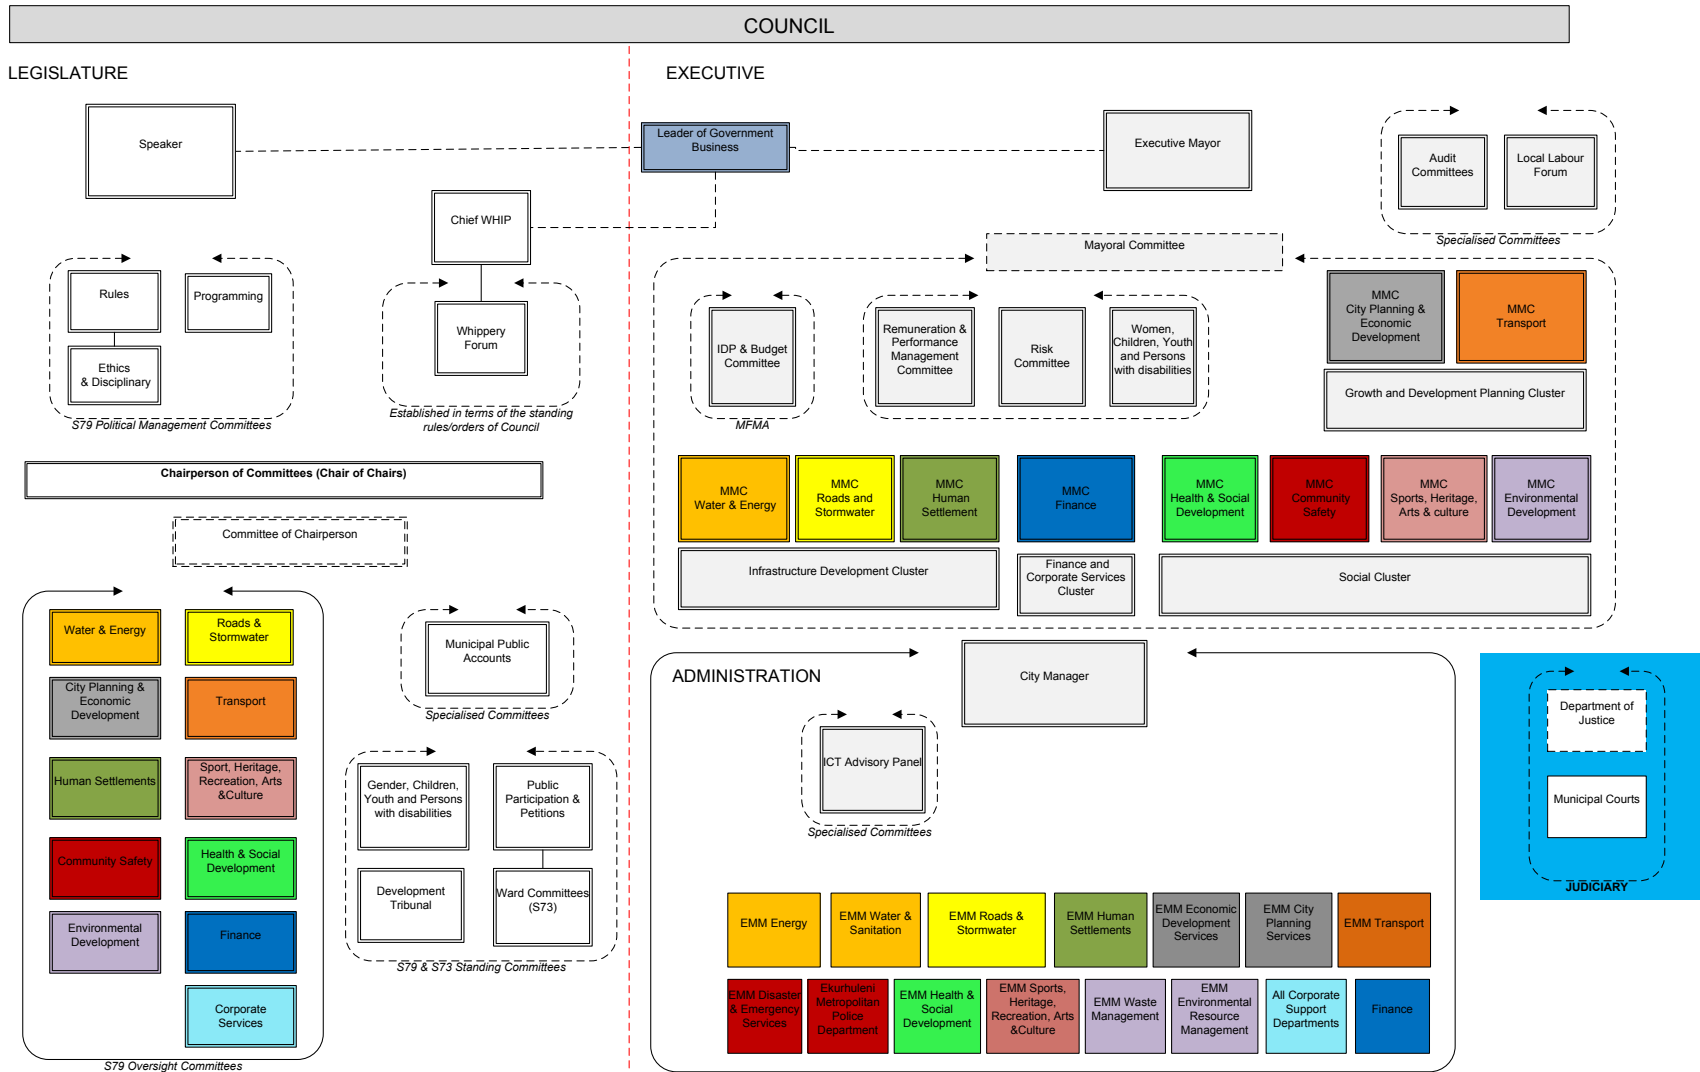 COUNCIL
LEGISLATURE
EXECUTIVE
Speaker
Leader of Government
Business
Executive Mayor
Audit
Committees
Local Labour
Forum
Specialised Committees
Chief WHIP
Mayoral Committee
Rules
Programming
Ethics
& Disciplinary
S79 Political Management Committees
Whippery
Forum
Established in terms of the standing
rules/orders of Council
IDP & Budget
Committee
MFMA
Remuneration &
Performance
Management
Committee
Risk
Committee
Women,
Children, Youth
and Persons
with disabilities
MMC
City Planning &
Economic
Development
MMC
Transport
Growth and Development Planning Cluster
Chairperson of Committees (Chair of Chairs)
Committee of Chairperson
MMC
Water & Energy
MMC
Roads and
Stormwater
MMC
Human
Settlement
MMC
Finance
MMC
Health & Social
Development
MMC
Community
Safety
MMC
Sports, Heritage,
Arts & culture
MMC
Environmental
Development
Infrastructure Development Cluster
Finance and
Corporate Services
Cluster
Social Cluster
Water & Energy
Roads &
Stormwater
City Planning &
Economic
Development
Transport
Human Settlements
Sport, Heritage,
Recreation, Arts
&Culture
Community Safety
Health & Social
Development
Environmental
Development
Finance
Corporate
Services
S79 Oversight Committees
Municipal Public
Accounts
Specialised Committees
Gender, Children,
Youth and Persons
with disabilities
Public
Participation &
Petitions
Development
Tribunal
Ward Committees
(S73)
S79 & S73 Standing Committees
ADMINISTRATION
City Manager
ICT Advisory Panel
Specialised Committees
Department of
Justice
Municipal Courts
JUDICIARY
EMM Energy
EMM Water &
Sanitation
EMM Roads &
Stormwater
EMM Human
Settlements
EMM Economic
Development
Services
EMM City
Planning
Services
EMM Transport
EMM Disaster
& Emergency
Services
Ekurhuleni
Metropolitan
Police
Department
EMM Health &
Social
Development
EMM Sports,
Heritage,
Recreation, Arts
&Culture
EMM Waste
Management
EMM
Environmental
Resource
Management
All Corporate
Support
Departments
Finance